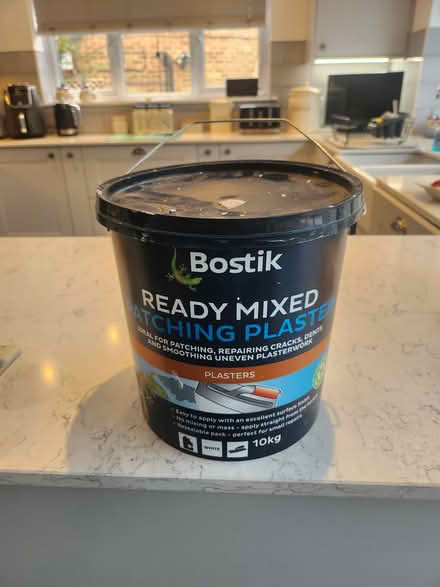 Bostik
READY MIXED
PATCHING PLASTER
IDEAL FOR PATCHING, REPAIRING CRACKS, DENTS
AND SMOOTHING UNEVEN PLASTERWORK
PLASTERS
- Easy to apply with an excellent surface finish
- No mixing or mess - apply straight from the
- Resealable pack - perfect for small repairs
WHITE
10kg